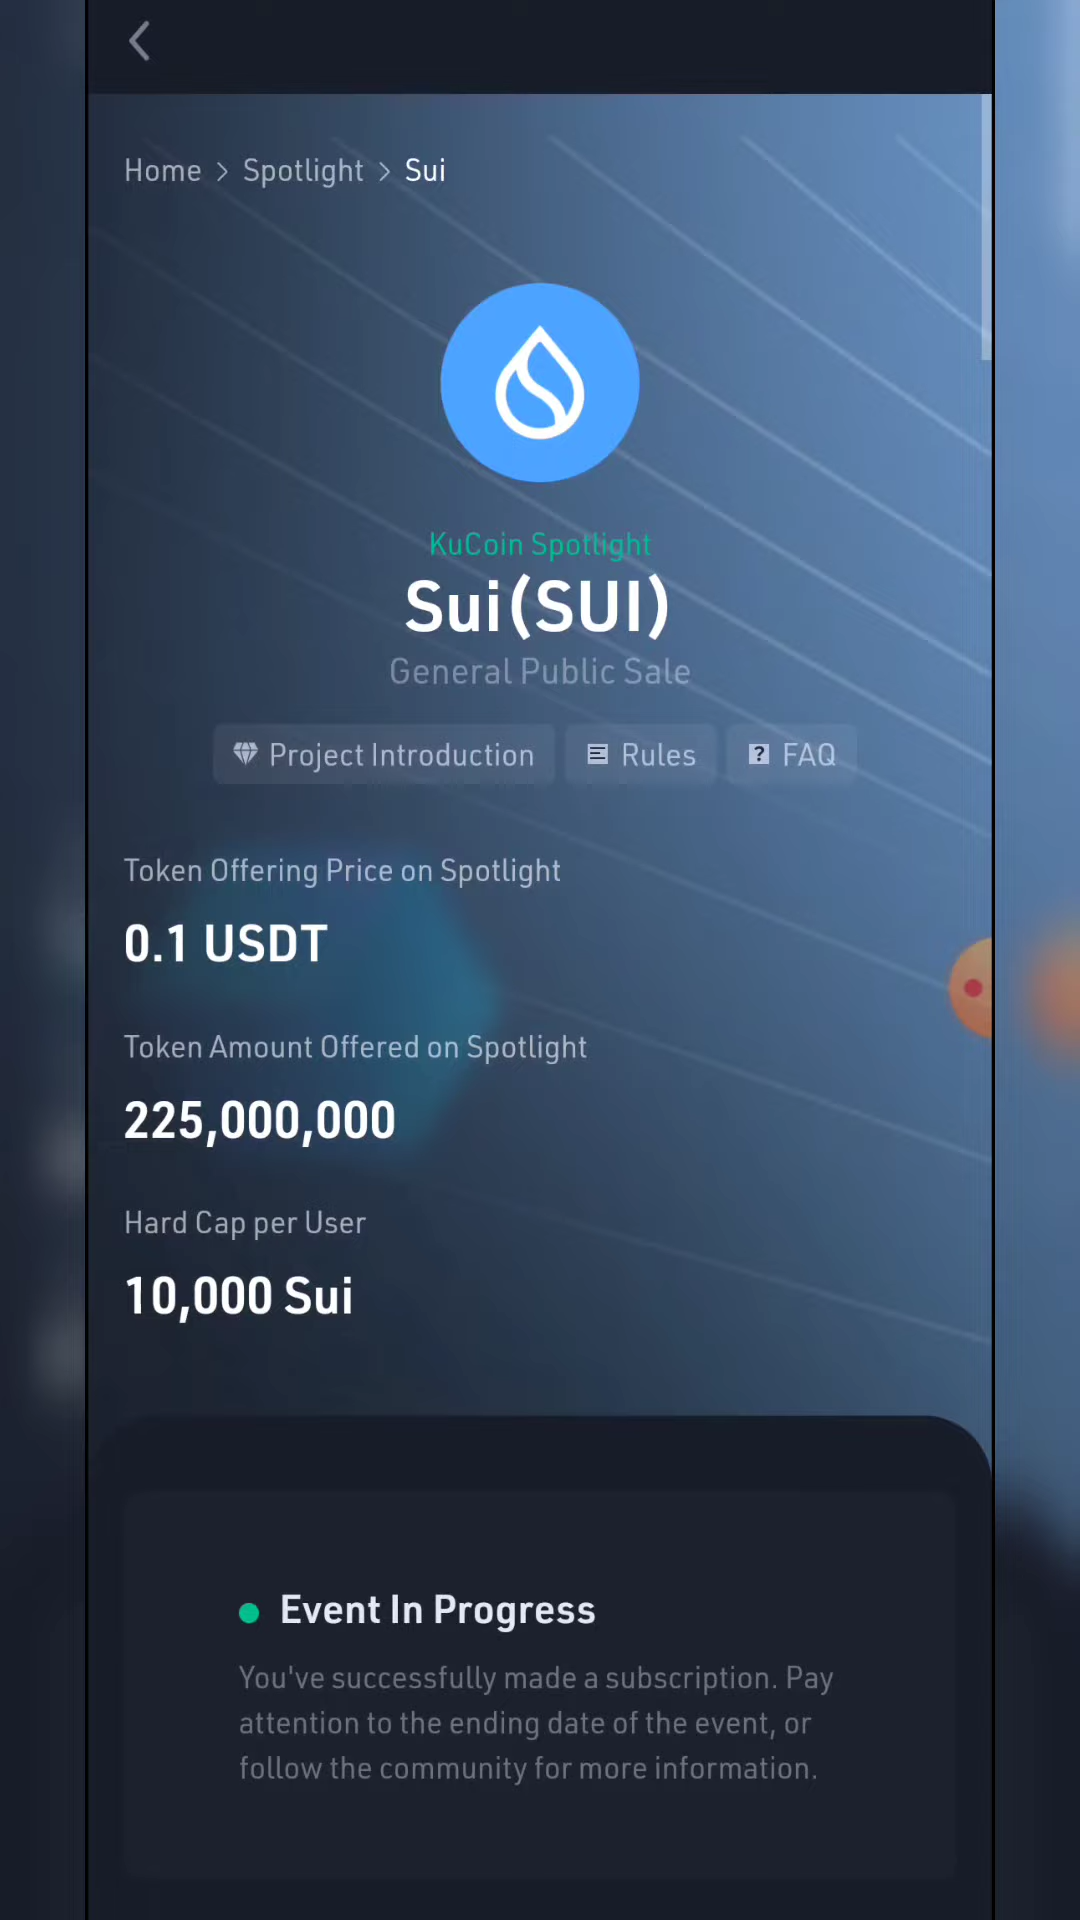 Home > Spotlight > Sui
KuCoin Spotlight
Sui(SUI)
General Public Sale
Project Introduction
Rules
? FAQ
Token Offering Price on Spotlight
0.1 USDT
Token Amount Offered on Spotlight
225,000,000
Hard Cap per User
10,000 Sui
Event In Progress
You've successfully made a subscription. Pay
attention to the ending date of the event, or
follow the community for more information.